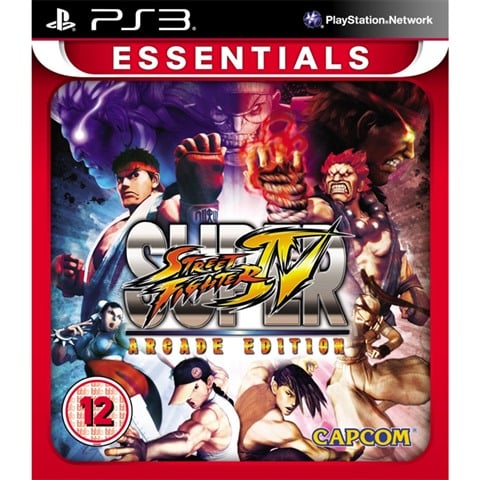 PS3
PlayStation®Network
ESSENTIALS
SUPER
STREET
FIGHTER IV
ARCADE EDITION
12
CAPCOM